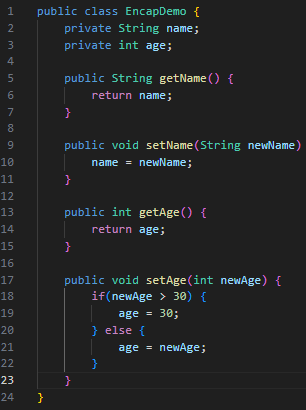 1 public class EncapDemo {
2     private String name;
3     private int age;
4
5     public String getName() {
6         return name;
7     }
8
9     public void setName(String newName)
10         name = newName;
11     }
12
13     public int getAge() {
14         return age;
15     }
16
17     public void setAge(int newAge) {
18         if(newAge > 30) {
19             age = 30;
20         } else {
21             age = newAge;
22         }
23     }
24 }